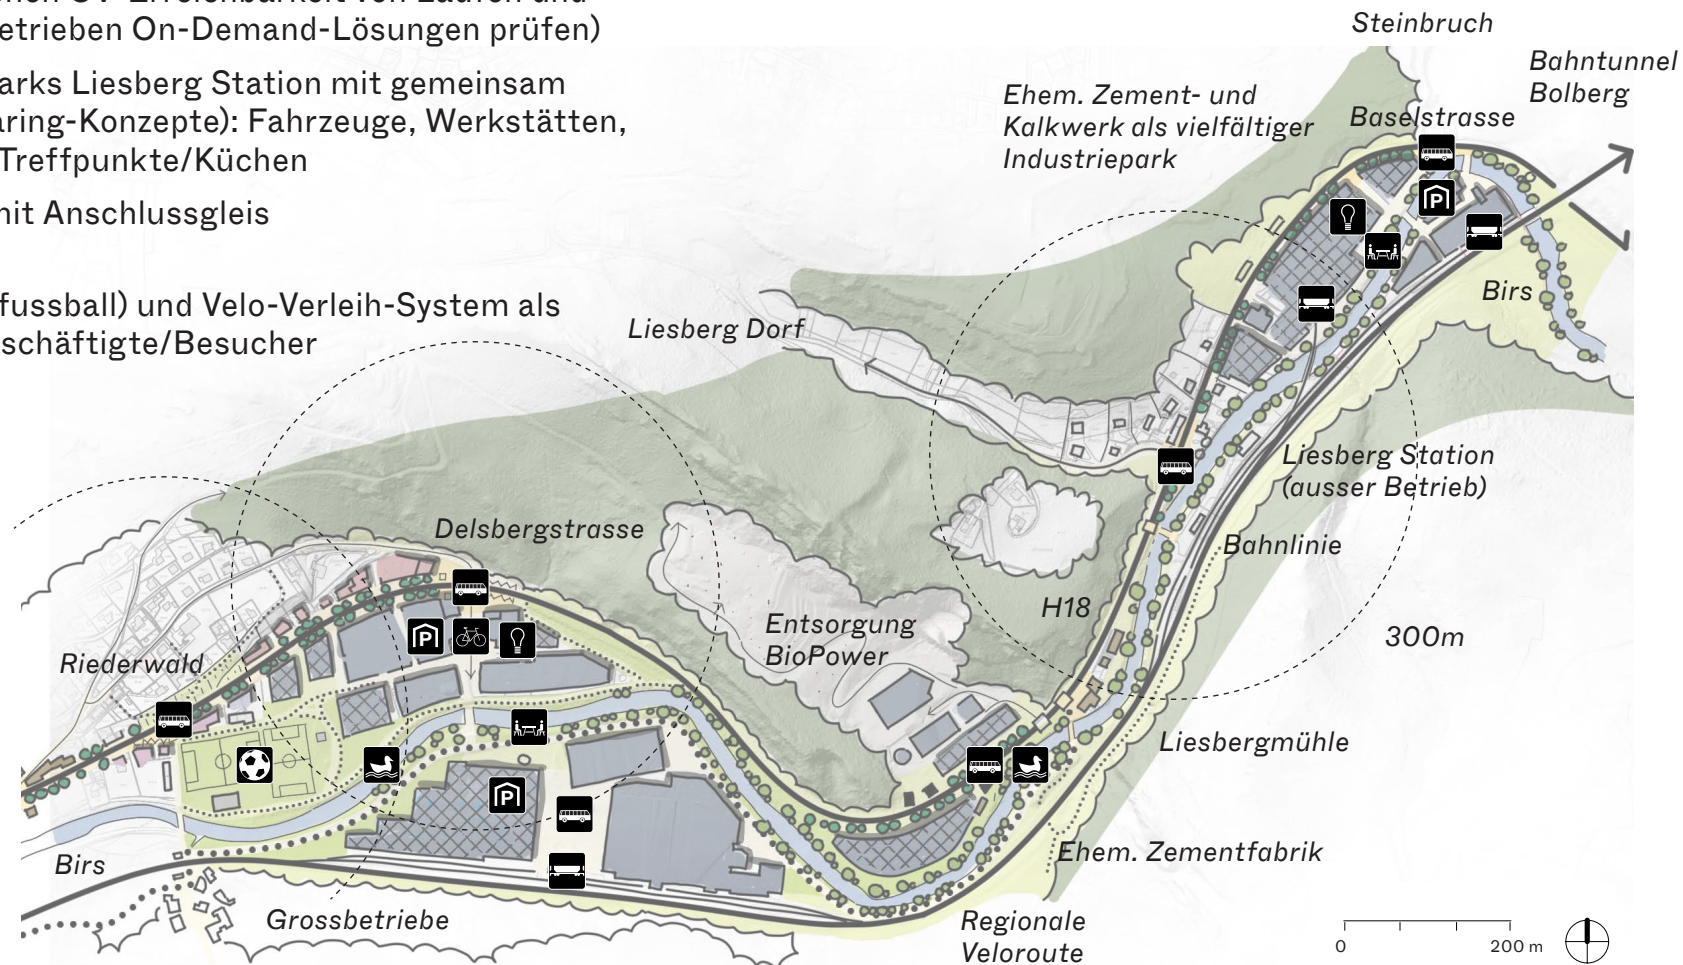 etrieben On-Demand-Lösungen prüfen)
arks Liesberg Station mit gemeinsam
aring-Konzepte): Fahrzeuge, Werkstätten,
Treffpunkte/Küchen
mit Anschlussgleis
fussball) und Velo-Verleih-System als
schäftigte/Besucher
Steinbruch
Bahntunnel
Bolberg
Ehem. Zement- und
Kalkwerk als vielfältiger
Industriepark
Baselstrasse
P
Birs
Liesberg Dorf
Liesberg Station
(ausser Betrieb)
Delsbergstrasse
Bahnlinie
H18
300m
Entsorgung
BioPower
P
Riederwald
Liesbergmühle
P
Birs
Ehem. Zementfabrik
Grossbetriebe
Regionale
Veloroute
0
200 m